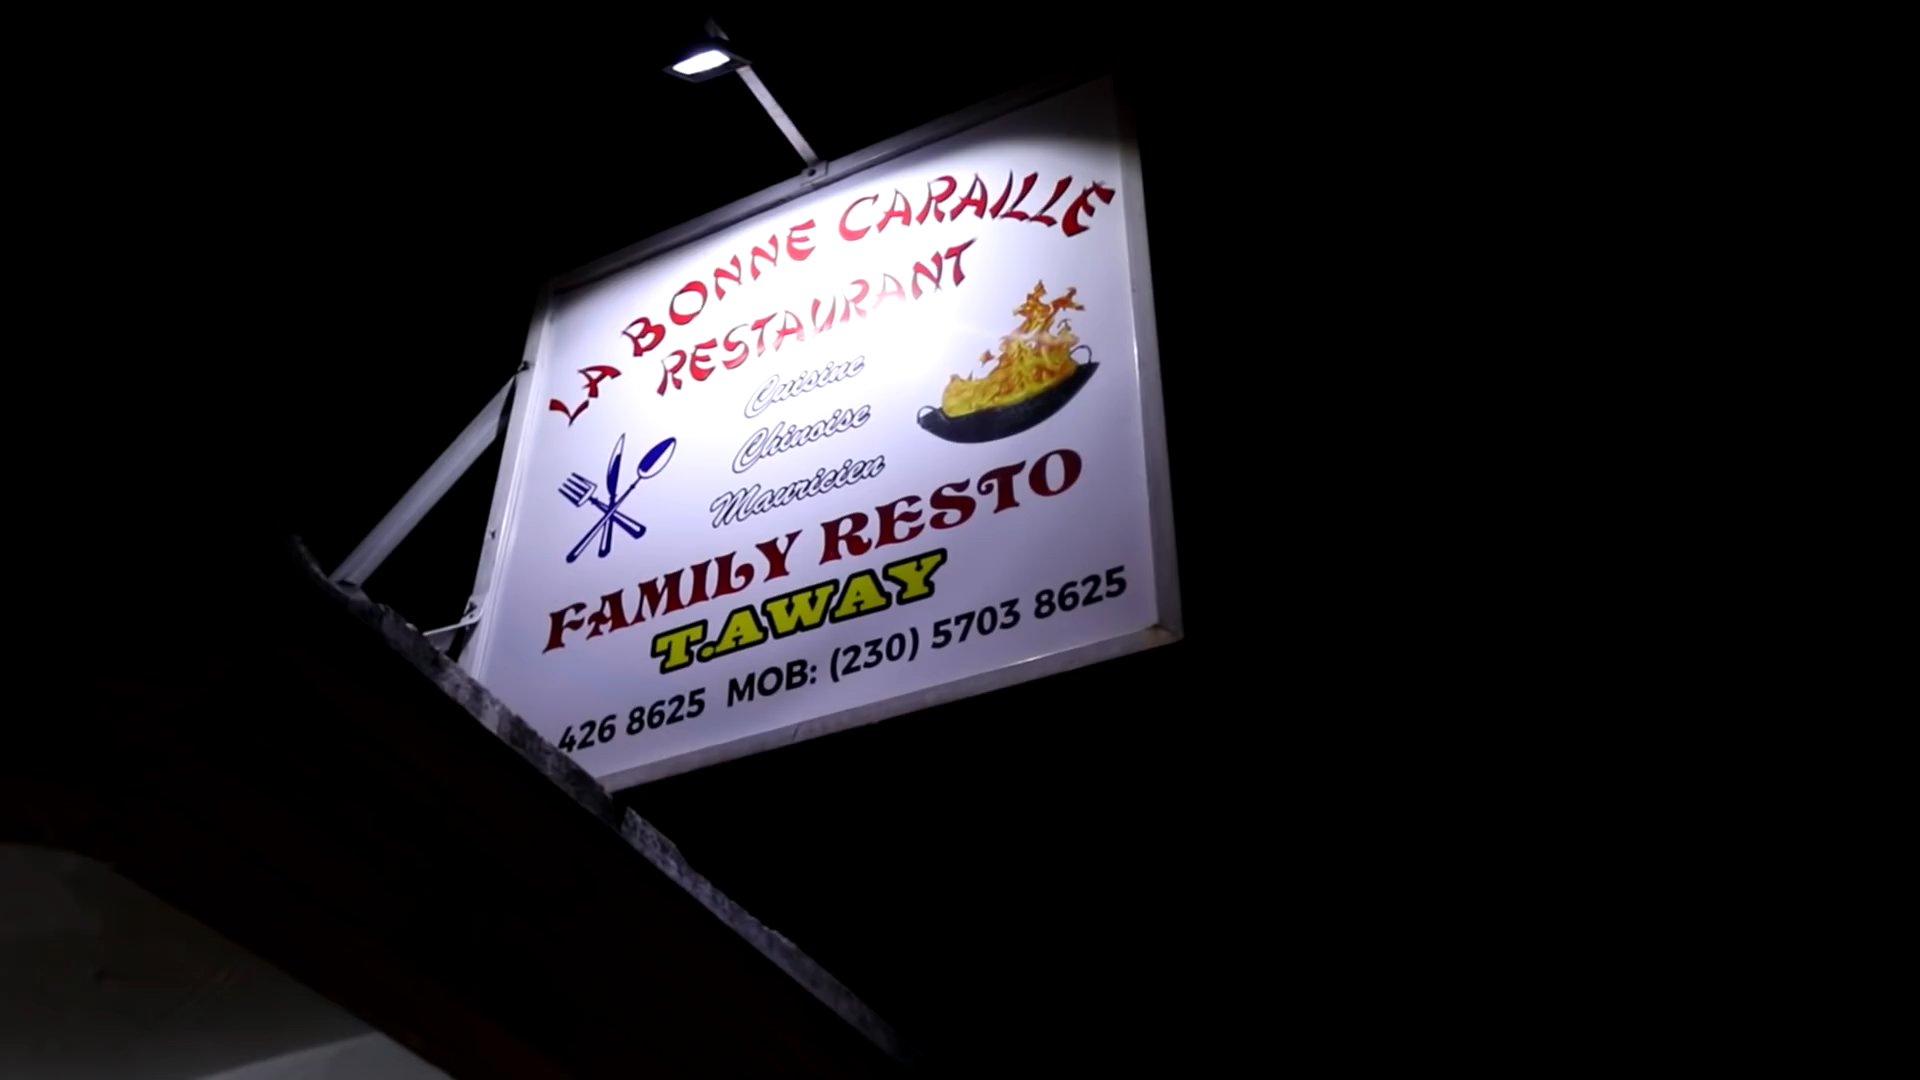 LA BONNE CARAILLE
RESTAURANT
Cuisine
Chinoise
Mauricien
FAMILY RESTO
T.AWAY
426 8625 MOB: (230) 5703 8625